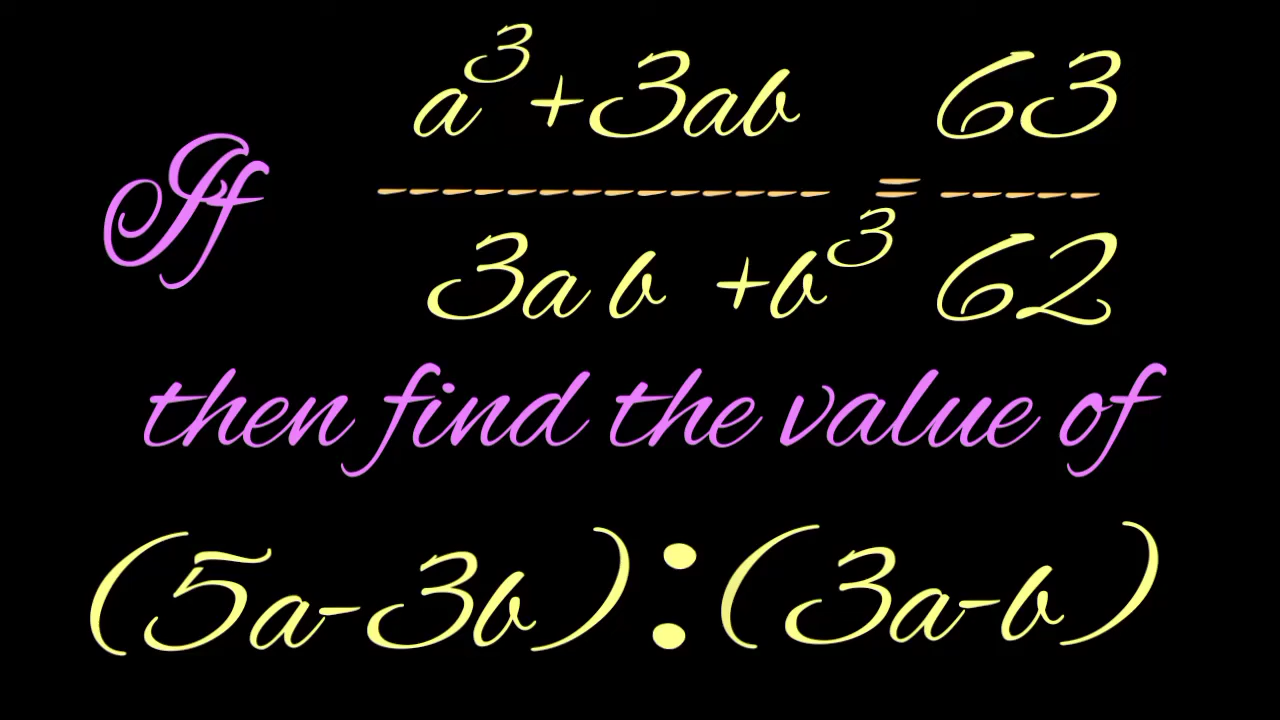 If a³+3ab / 3ab +b³ = 63 / 62
then find the value of
(5a-3b) : (3a-b)